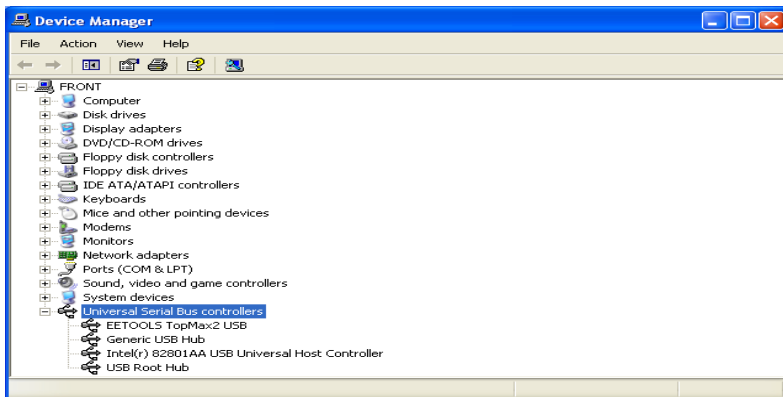 Device Manager
File Action View Help
FRONT
Computer
Disk drives
Display adapters
DVD/CD-ROM drives
Floppy disk controllers
Floppy disk drives
IDE ATA/ATAPI controllers
Keyboards
Mice and other pointing devices
Modems
Monitors
Network adapters
Ports (COM & LPT)
Sound, video and game controllers
System devices
Universal Serial Bus controllers
EETOOLS TopMax2 USB
Generic USB Hub
Intel(r) 82801AA USB Universal Host Controller
USB Root Hub